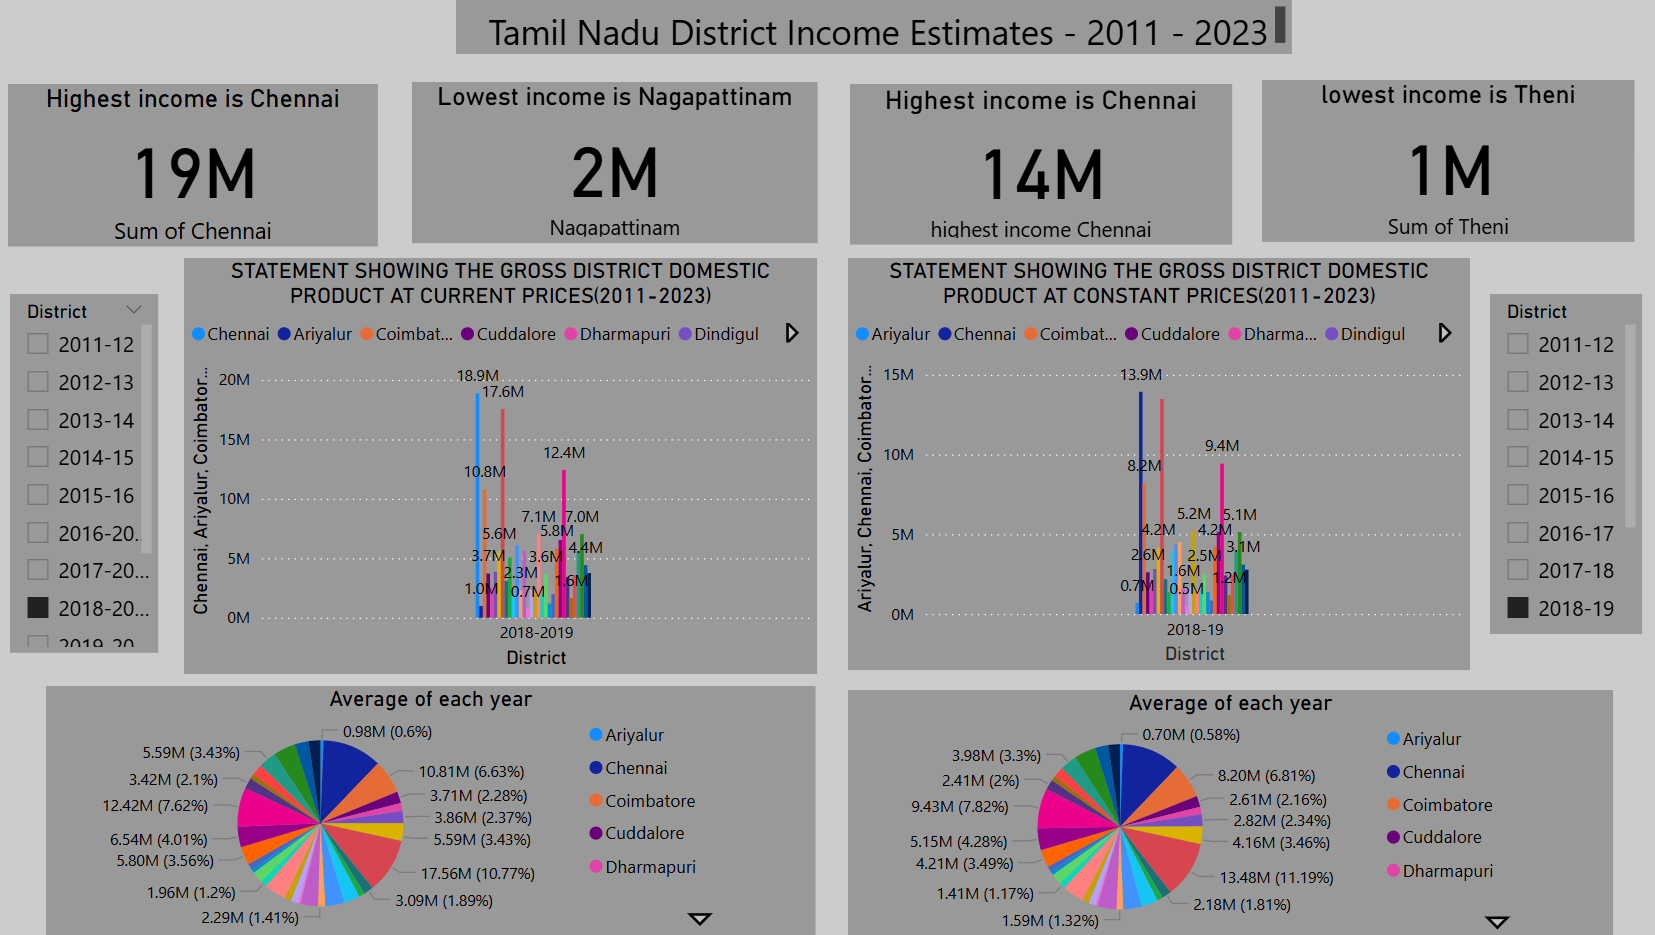 Tamil Nadu District Income Estimates - 2011 - 2023
Highest income is Chennai
19M
Sum of Chennai
Lowest income is Nagapattinam
2M
Nagapattinam
Highest income is Chennai
14M
highest income Chennai
lowest income is Theni
1M
Sum of Theni
District
2011-12
2012-13
2013-14
2014-15
2015-16
2016-20..
2017-20...
2018-20...
2019-20
STATEMENT SHOWING THE GROSS DISTRICT DOMESTIC
PRODUCT AT CURRENT PRICES(2011-2023)
Chennai Ariyalur Coimbat... Cuddalore Dharmapuri Dindigul
Chennai, Ariyalur, Coimbator...
20M
15M
10M
5M
0M
18.9M
17.6M
12.4M
10.8M
7.1M
7.0M
5.6M
5.8M
4.4M
3.7M
3.6M
2.3M
1.6M
1.0M
0.7M
2018-2019
District
STATEMENT SHOWING THE GROSS DISTRICT DOMESTIC
PRODUCT AT CONSTANT PRICES(2011-2023)
Ariyalur Chennai Coimbat... Cuddalore Dharma... Dindigul
Ariyalur, Chennai, Coimbator...
15M
10M
5M
0M
13.9M
9.4M
8.2M
5.2M
5.1M
4.2M
4.2M
3.1M
2.6M
2.5M
1.6M
1.2M
0.7M
0.5M
2018-19
District
District
2011-12
2012-13
2013-14
2014-15
2015-16
2016-17
2017-18
2018-19
Average of each year
0.98M (0.6%)
10.81M (6.63%)
3.71M (2.28%)
3.86M (2.37%)
5.59M (3.43%)
17.56M (10.77%)
3.09M (1.89%)
2.29M (1.41%)
1.96M (1.2%)
5.80M (3.56%)
6.54M (4.01%)
12.42M (7.62%)
3.42M (2.1%)
5.59M (3.43%)
Ariyalur
Chennai
Coimbatore
Cuddalore
Dharmapuri
Average of each year
0.70M (0.58%)
8.20M (6.81%)
2.61M (2.16%)
2.82M (2.34%)
4.16M (3.46%)
13.48M (11.19%)
2.18M (1.81%)
1.59M (1.32%)
1.41M (1.17%)
4.21M (3.49%)
5.15M (4.28%)
9.43M (7.82%)
2.41M (2%)
3.98M (3.3%)
Ariyalur
Chennai
Coimbatore
Cuddalore
Dharmapuri